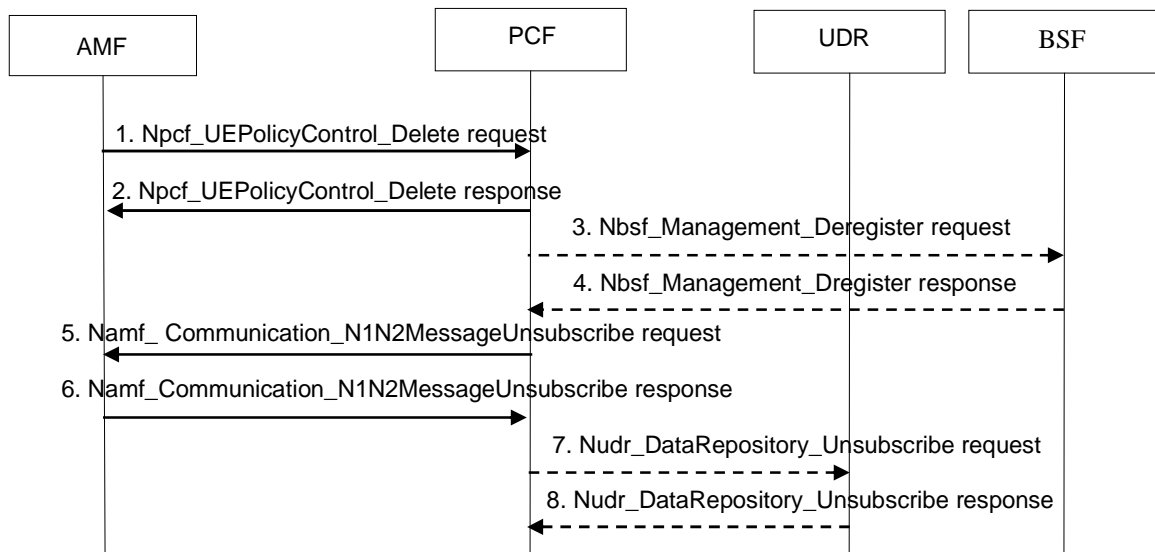 AMF
PCF
UDR
BSF
1. Npcf_UEPolicyControl_Delete request
2. Npcf_UEPolicyControl_Delete response
3. Nbsf_Management_Deregister request
4. Nbsf_Management_Dregister response
5. Namf_ Communication_N1N2MessageUnsubscribe request
6. Namf_Communication_N1N2MessageUnsubscribe response
7. Nudr_DataRepository_Unsubscribe request
8. Nudr_DataRepository_Unsubscribe response